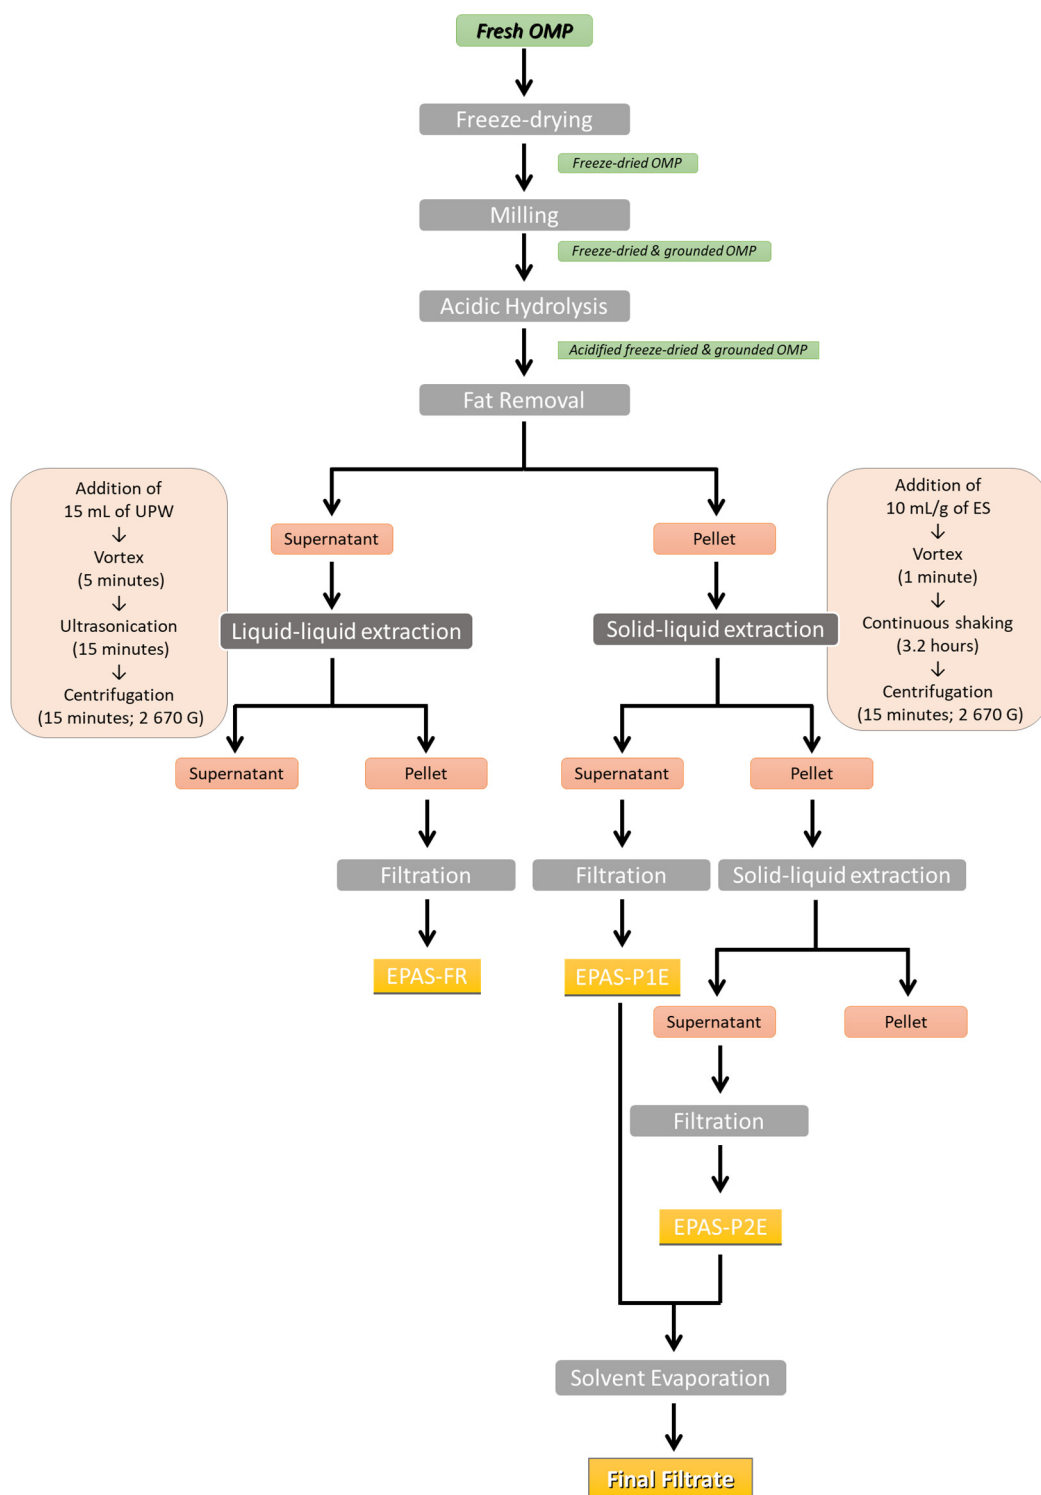 Fresh OMP
Freeze-drying
Freeze-dried OMP
Milling
Freeze-dried & grounded OMP
Acidic Hydrolysis
Acidified freeze-dried & grounded OMP
Fat Removal
Addition of
15 mL of UPW
↓
Vortex
(5 minutes)
↓
Ultrasonication
(15 minutes)
↓
Centrifugation
(15 minutes; 2 670 G)
Supernatant
Liquid-liquid extraction
Supernatant
Pellet
Filtration
EPAS-FR
Pellet
Solid-liquid extraction
Addition of
10 mL/g of ES
↓
Vortex
(1 minute)
↓
Continuous shaking
(3.2 hours)
↓
Centrifugation
(15 minutes; 2 670 G)
Supernatant
Pellet
Filtration
Solid-liquid extraction
EPAS-P1E
Supernatant
Pellet
Filtration
EPAS-P2E
Solvent Evaporation
Final Filtrate